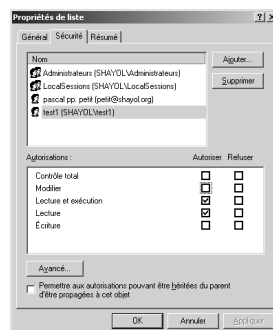 Propriétés de liste
Général Sécurité Résumé
Nom
Administrateurs (SHAYOL\Administrateurs)
LocalSessions (SHAYOL\LocalSessions)
pascal pp. petit (petit@shayol.org)
test1 (SHAYOL\test1)
Ajouter...
Supprimer
Autorisations : Autoriser Refuser
Contrôle total
Modifier
Lecture et exécution
Lecture
Écriture
Avancé...
Permettre aux autorisations pouvant être héritées du parent
d'être propagées à cet objet
OK Annuler Appliquer